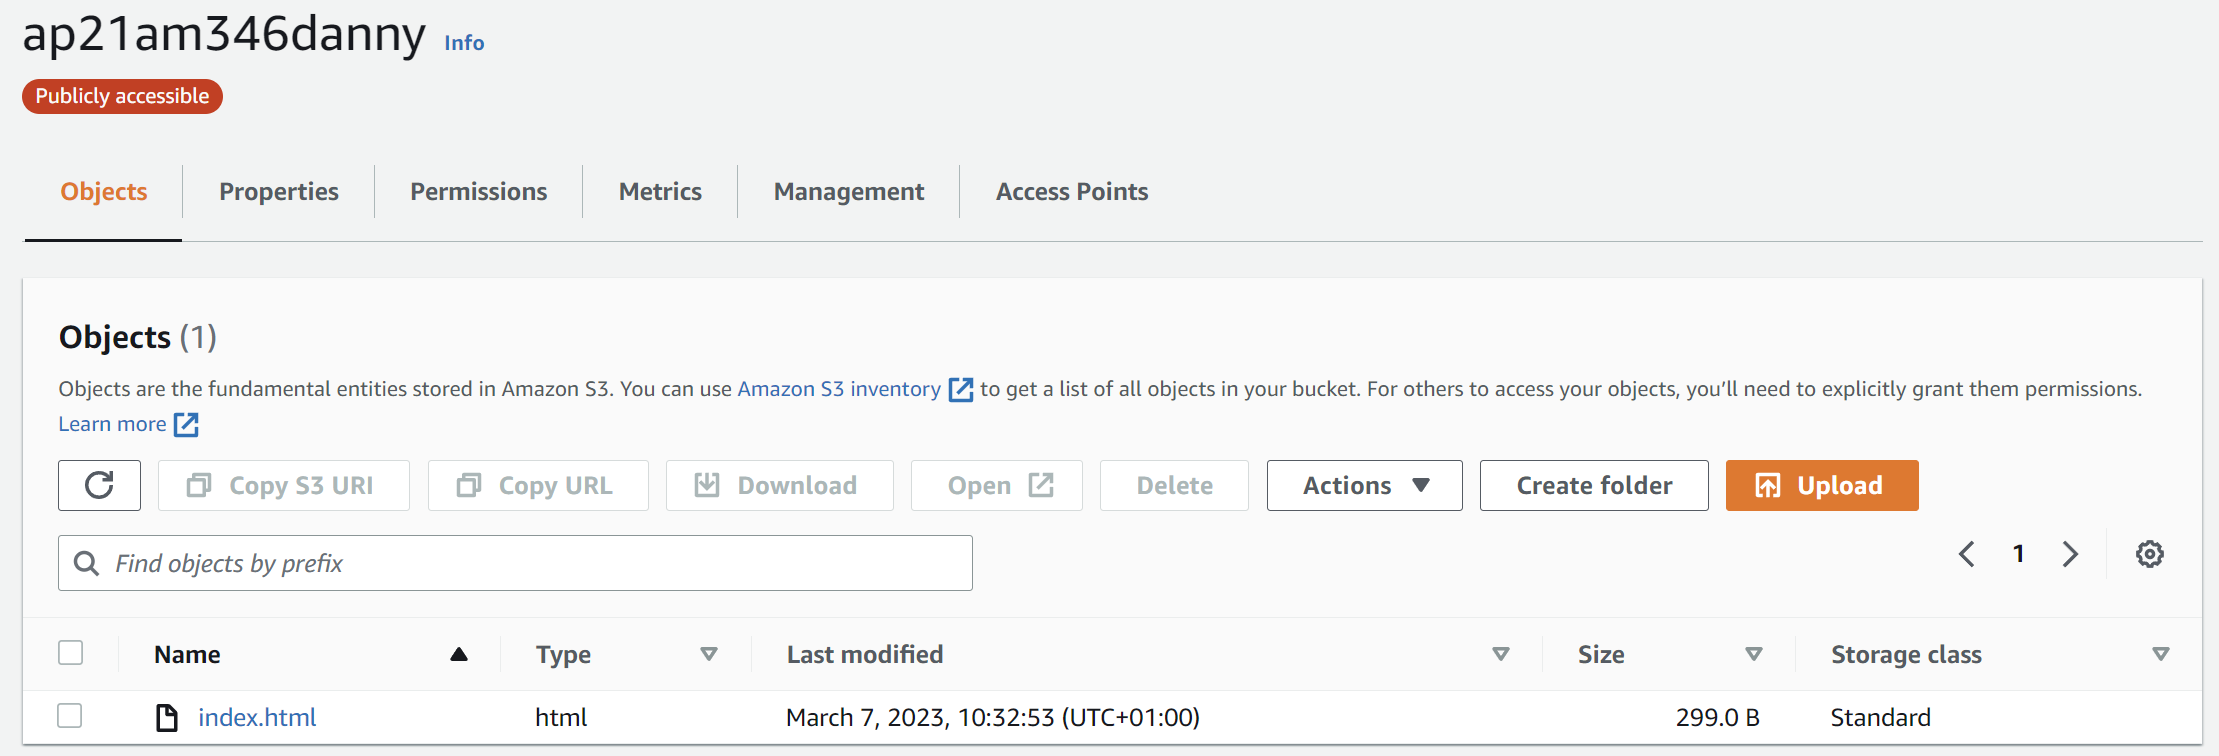 ap21am346danny Info
Publicly accessible
Objects Properties Permissions Metrics Management Access Points
Objects (1)
Objects are the fundamental entities stored in Amazon S3. You can use Amazon S3 inventory to get a list of all objects in your bucket. For others to access your objects, you’ll need to explicitly grant them permissions.
Learn more
Copy S3 URI Copy URL Download Open Delete Actions Create folder Upload
Find objects by prefix 1
Name Type Last modified Size Storage class
index.html html March 7, 2023, 10:32:53 (UTC+01:00) 299.0 B Standard